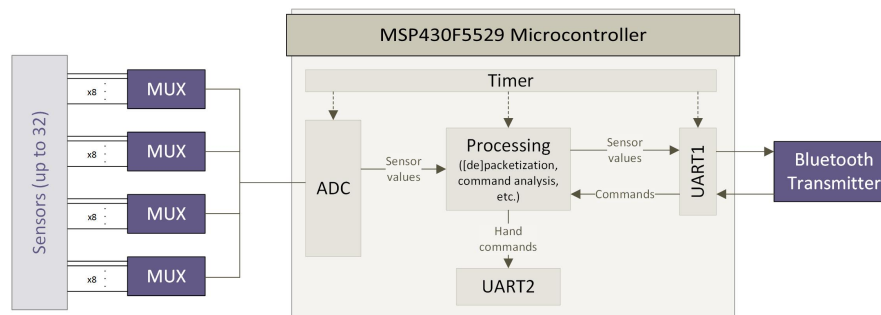 MSP430F5529 Microcontroller
Timer
Sensors (up to 32)
x8
MUX
x8
MUX
x8
MUX
x8
MUX
ADC
Sensor
values
Processing
([de]packetization,
command analysis,
etc.)
Sensor
values
Commands
UART1
Bluetooth
Transmitter
Hand
commands
UART2